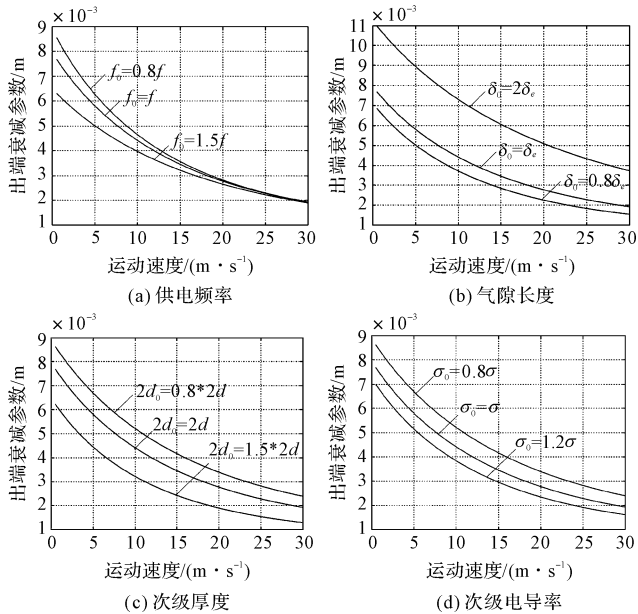 × 10⁻³
9
8
7
6
5
4
3
2
1
出端衰减参数/m
f₀=0.8f
f₀=f
f₀=1.5f
0 5 10 15 20 25 30
运动速度/(m·s⁻¹)
(a) 供电频率
× 10⁻³
11
10
9
8
7
6
5
4
3
2
1
出端衰减参数/m
δ₀=2δₑ
δ₀=δₑ
δ₀=0.8δₑ
0 5 10 15 20 25 30
运动速度/(m·s⁻¹)
(b) 气隙长度
× 10⁻³
9
8
7
6
5
4
3
2
1
出端衰减参数/m
2d₀=0.8*2d
2d₀=2d
2d₀=1.5*2d
0 5 10 15 20 25 30
运动速度/(m·s⁻¹)
(c) 次级厚度
× 10⁻³
9
8
7
6
5
4
3
2
1
出端衰减参数/m
σ₀=0.8σ
σ₀=σ
σ₀=1.2σ
0 5 10 15 20 25 30
运动速度/(m·s⁻¹)
(d) 次级电导率